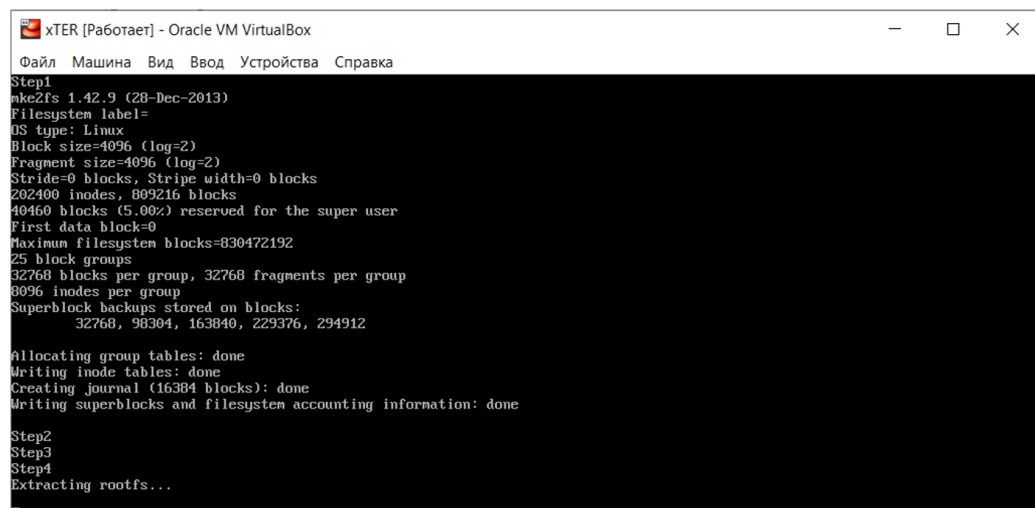 xTER [Работает] - Oracle VM VirtualBox
Файл Машина Вид Ввод Устройства Справка
Step1
mke2fs 1.42.9 (28-Dec-2013)
Filesystem label=
OS type: Linux
Block size=4096 (log=2)
Fragment size=4096 (log=2)
Stride=0 blocks, Stripe width=0 blocks
202400 inodes, 809216 blocks
40460 blocks (5.00%) reserved for the super user
First data block=0
Maximum filesystem blocks=830472192
25 block groups
32768 blocks per group, 32768 fragments per group
8096 inodes per group
Superblock backups stored on blocks:
32768, 98304, 163840, 229376, 294912
Allocating group tables: done
Writing inode tables: done
Creating journal (16384 blocks): done
Writing superblocks and filesystem accounting information: done
Step2
Step3
Step4
Extracting rootfs...